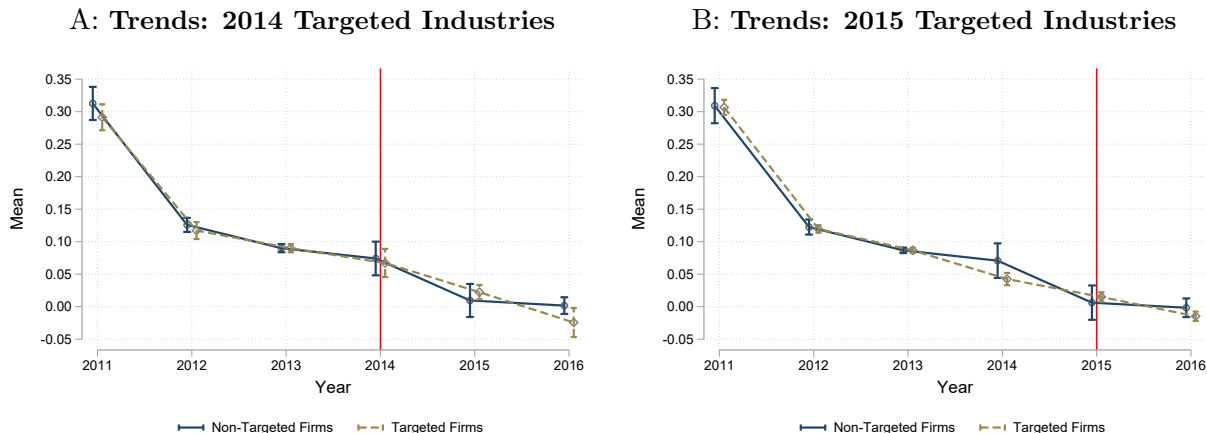 A: Trends: 2014 Targeted Industries
0.35
0.30
0.25
0.20
0.15
0.10
0.05
0.00
-0.05
Mean
2011 2012 2013 2014 2015 2016
Year
Non-Targeted Firms Targeted Firms
B: Trends: 2015 Targeted Industries
0.35
0.30
0.25
0.20
0.15
0.10
0.05
0.00
-0.05
Mean
2011 2012 2013 2014 2015 2016
Year
Non-Targeted Firms Targeted Firms